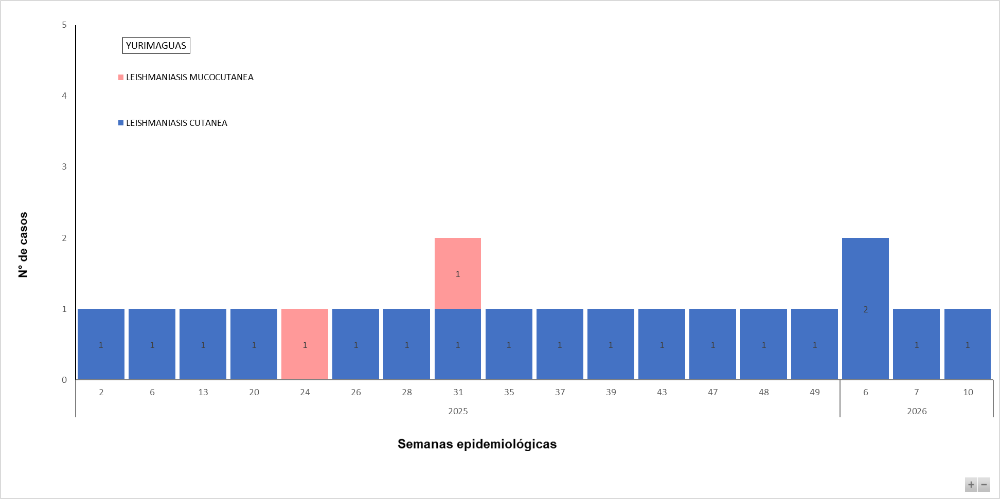 5
YURIMAGUAS
LEISHMANIASIS MUCOCUTANEA
4
LEISHMANIASIS CUTANEA
3
N° de casos
2
1
2
1
1 1 1 1 1 1 1 1 1 1 1 1 1 1 1 1 1
0
2 6 13 20 24 26 28 31 35 37 39 43 47 48 49 6 7 10
2025 2026
Semanas epidemiológicas
+ −